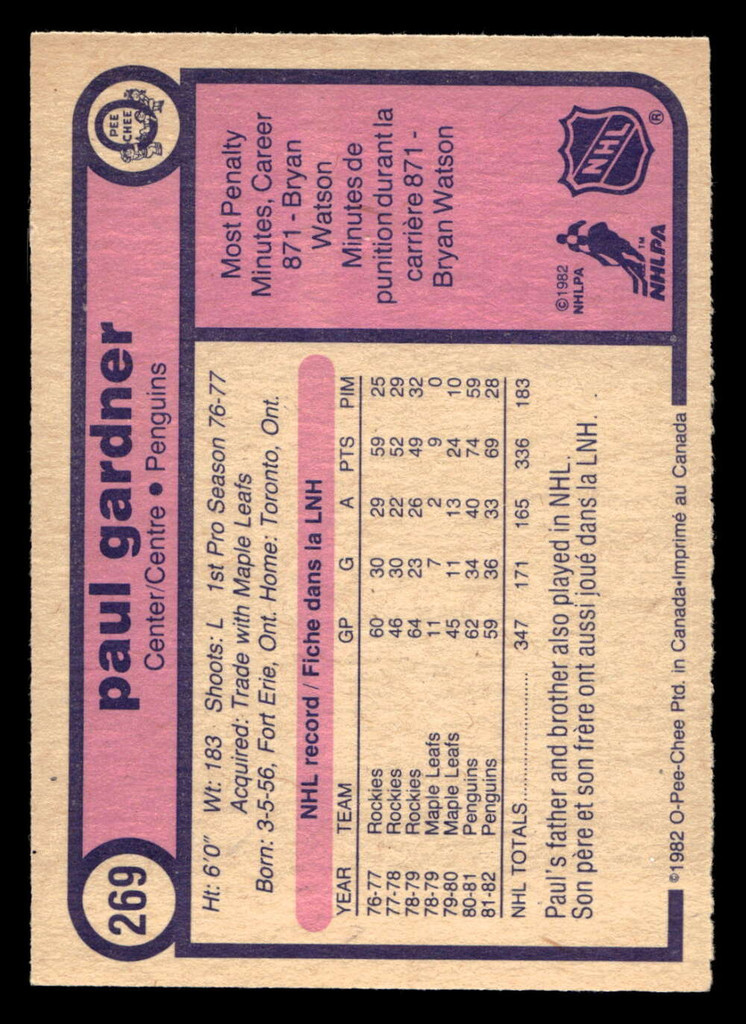 269
paul gardner
Center/Centre • Penguins
O
PEE
CHEE
Ht: 6'0" Wt: 183 Shoots: L 1st Pro Season 76-77
Acquired: Trade with Maple Leafs
Born: 3-5-56, Fort Erie, Ont. Home: Toronto, Ont.
NHL record / Fiche dans la LNH
YEAR TEAM GP G A PTS PIM
76-77 Rockies 60 30 29 59 25
77-78 Rockies 46 30 22 52 29
78-79 Rockies 64 23 26 49 32
78-79 Maple Leafs 11 7 2 9 0
79-80 Maple Leafs 45 11 13 24 10
80-81 Penguins 62 34 40 74 59
81-82 Penguins 59 36 33 69 28
NHL TOTALS.................... 347 171 165 336 183
Paul's father and brother also played in NHL.
Son père et son frère ont aussi joué dans la LNH.
Most Penalty
Minutes, Career
871 - Bryan
Watson
Minutes de
punition durant la
carrière 871 -
Bryan Watson
©1982
NHLPA
NHLPA™
NHL®
©1982 O-Pee-Chee Ptd. in Canada•Imprimé au Canada